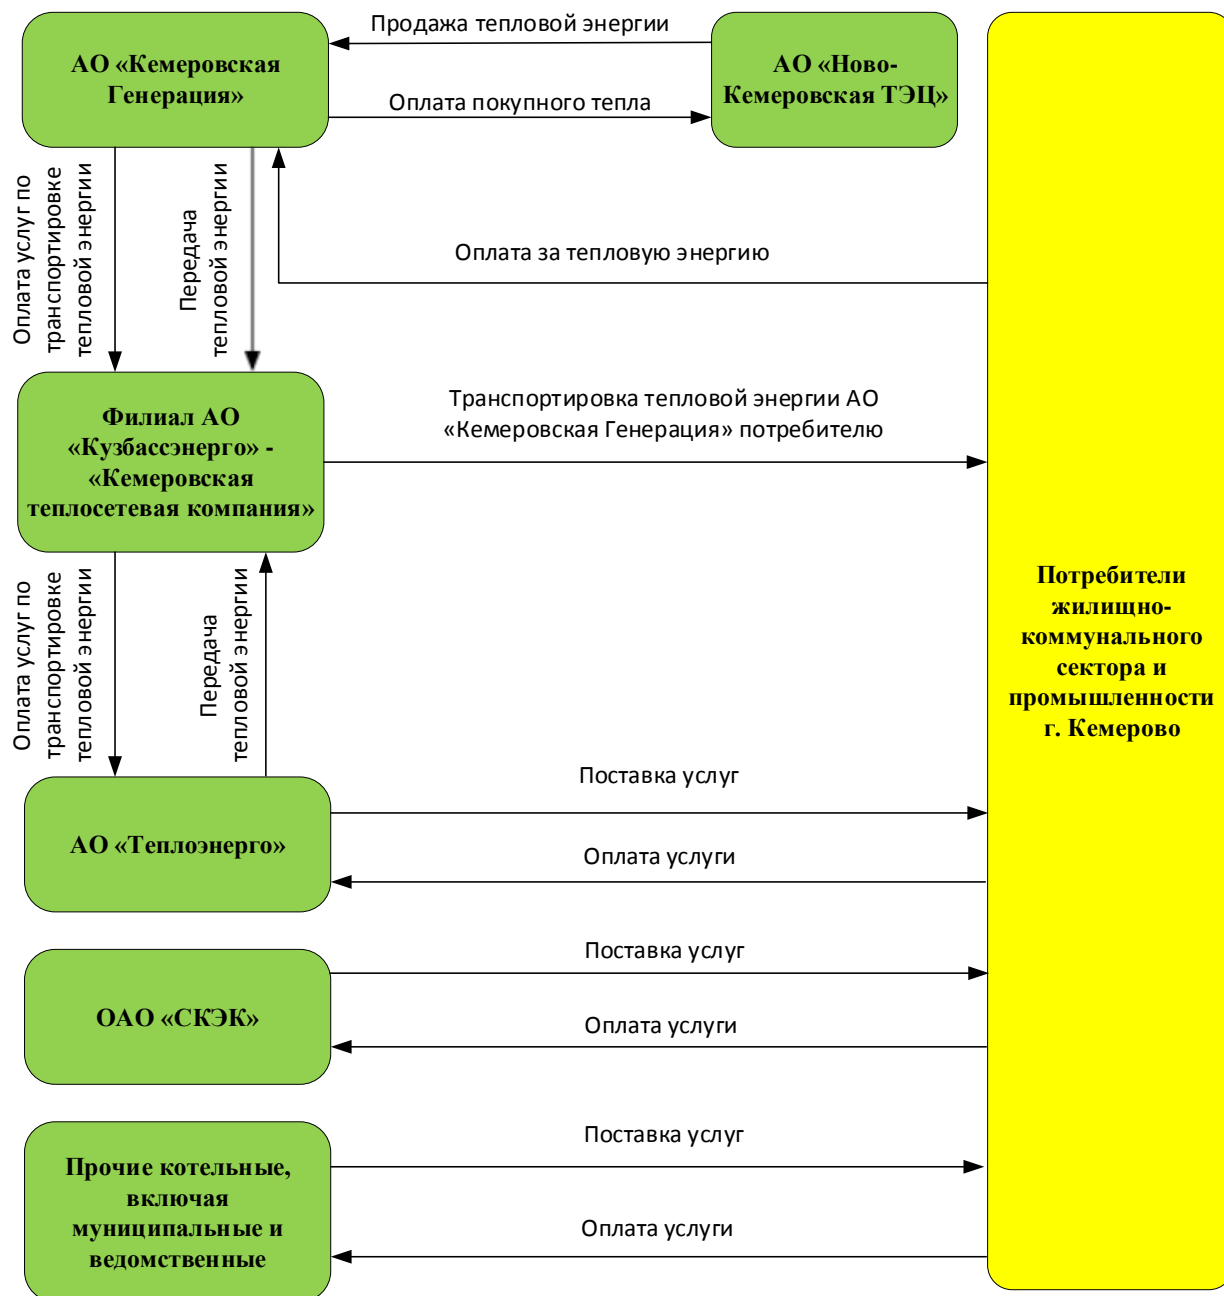 Продажа тепловой энергии
АО «Кемеровская
Генерация»
АО «Ново-
Кемеровская ТЭЦ»
Оплата покупного тепла
Оплата услуг по
транспортировке
тепловой энергии
Передача
тепловой энергии
Оплата за тепловую энергию
Филиал АО
«Кузбассэнерго» -
«Кемеровская
теплосетевая компания»
Транспортировка тепловой энергии АО
«Кемеровская Генерация» потребителю
Оплата услуг по
транспортировке
тепловой энергии
Передача
тепловой энергии
Потребители
жилищно-
коммунального
сектора и
промышленности
г. Кемерово
АО «Теплоэнерго»
Поставка услуг
Оплата услуги
ОАО «СКЭК»
Поставка услуг
Оплата услуги
Прочие котельные,
включая
муниципальные и
ведомственные
Поставка услуг
Оплата услуги